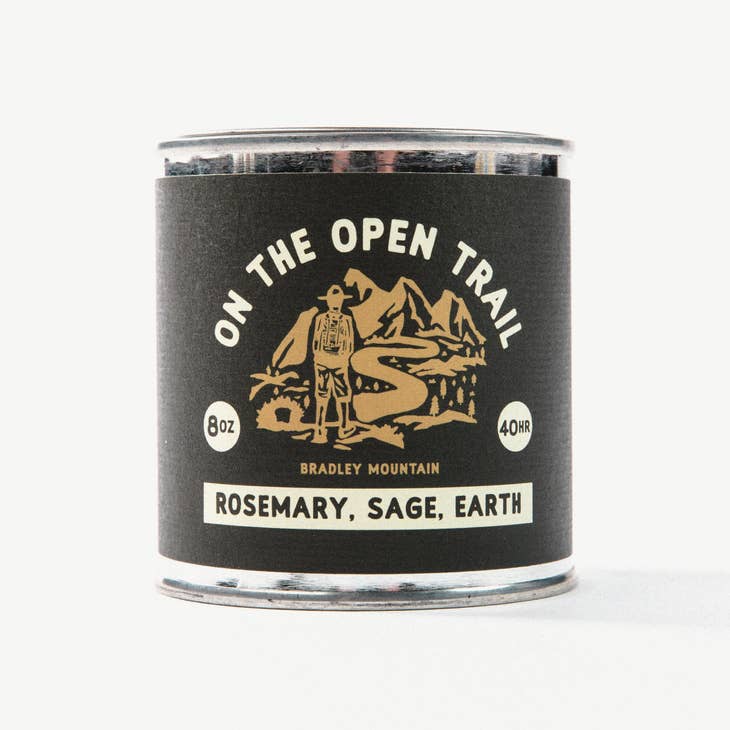 ON THE OPEN TRAIL
8OZ
40HR
BRADLEY MOUNTAIN
ROSEMARY, SAGE, EARTH